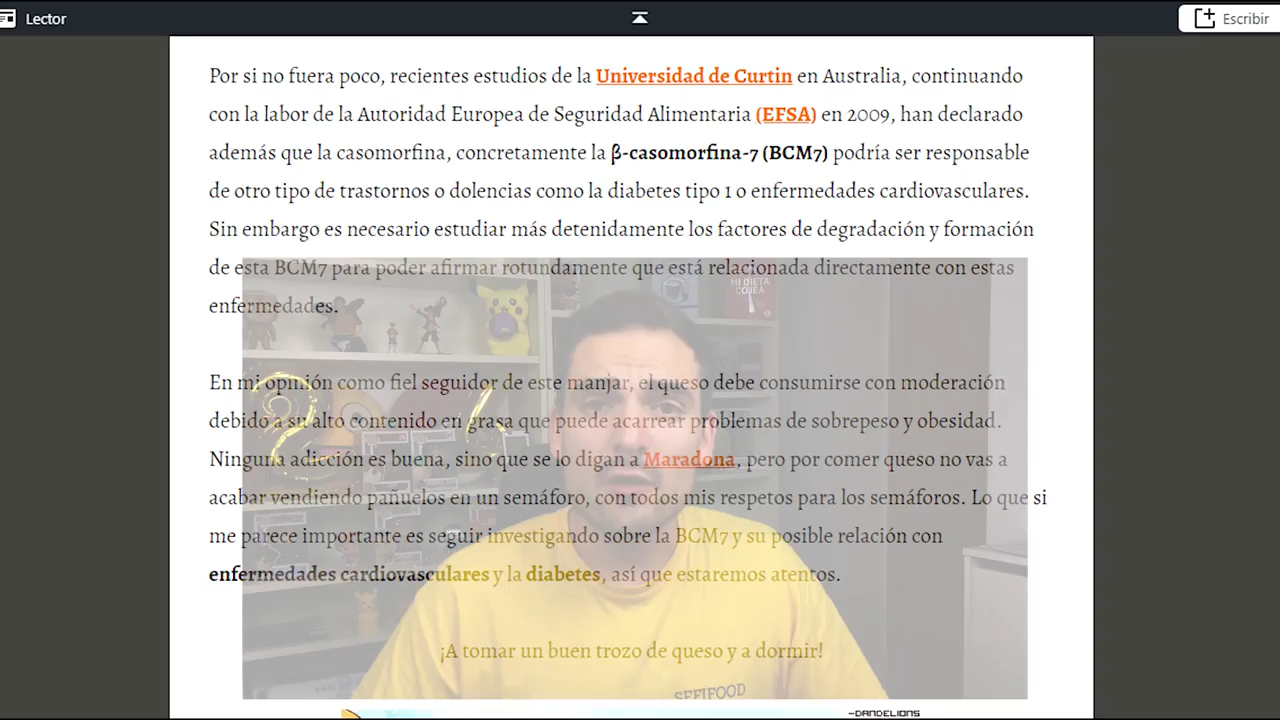 Lector
Escribir
Por si no fuera poco, recientes estudios de la Universidad de Curtin en Australia, continuando
con la labor de la Autoridad Europea de Seguridad Alimentaria (EFSA) en 2009, han declarado
además que la casomorfina, concretamente la β-casomorfina-7 (BCM7) podría ser responsable
de otro tipo de trastornos o dolencias como la diabetes tipo 1 o enfermedades cardiovasculares.
Sin embargo es necesario estudiar más detenidamente los factores de degradación y formación
de esta BCM7 para poder afirmar rotundamente que está relacionada directamente con estas
enfermedades.
MI DIETA
COJEA
En mi opinión como fiel seguidor de este manjar, el queso debe consumirse con moderación
debido a su alto contenido en grasa que puede acarrear problemas de sobrepeso y obesidad.
Ninguna adicción es buena, sino que se lo digan a Maradona, pero por comer queso no vas a
acabar vendiendo pañuelos en un semáforo, con todos mis respetos para los semáforos. Lo que si
me parece importante es seguir investigando sobre la BCM7 y su posible relación con
enfermedades cardiovasculares y la diabetes, así que estaremos atentos.
¡A tomar un buen trozo de queso y a dormir!
SEFIFOOD
-DANDELIONS